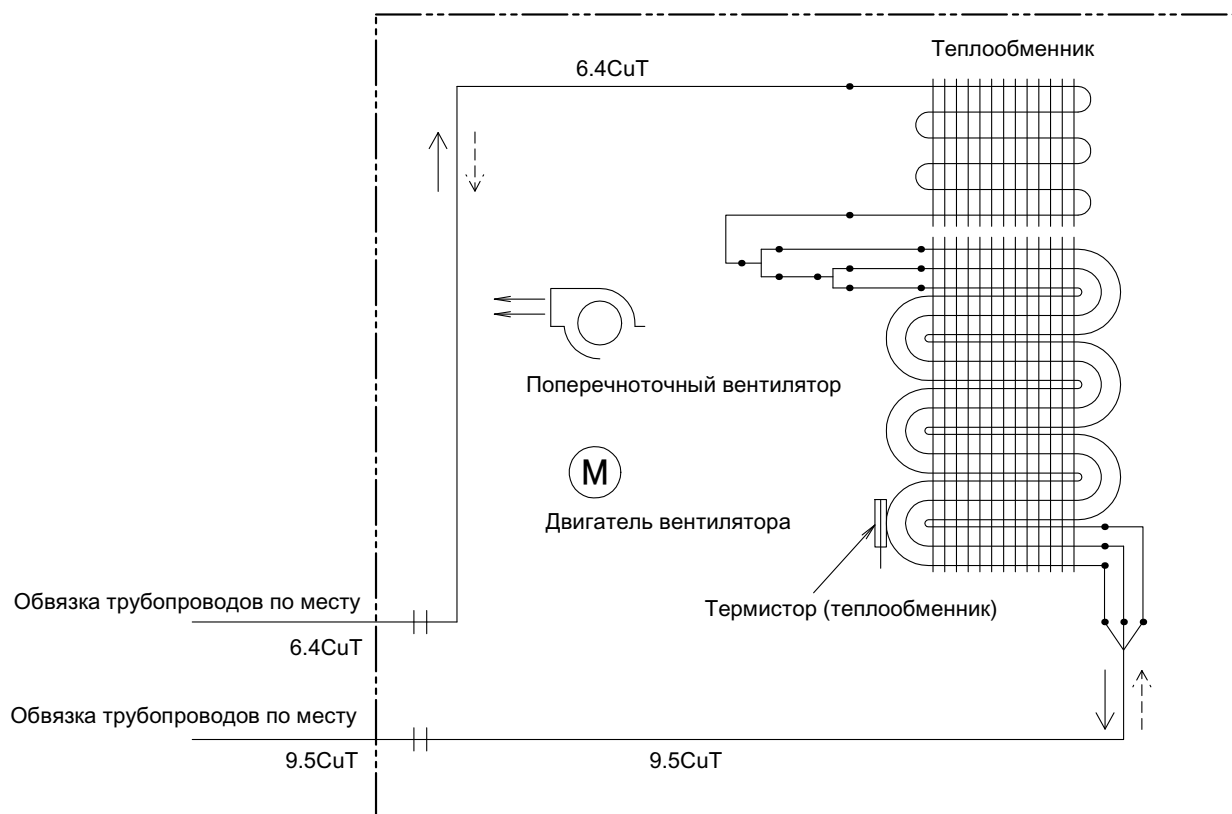 Теплообменник
6.4CuT
Поперечноточный вентилятор
M
Двигатель вентилятора
Обвязка трубопроводов по месту
6.4CuT
Термистор (теплообменник)
Обвязка трубопроводов по месту
9.5CuT
9.5CuT